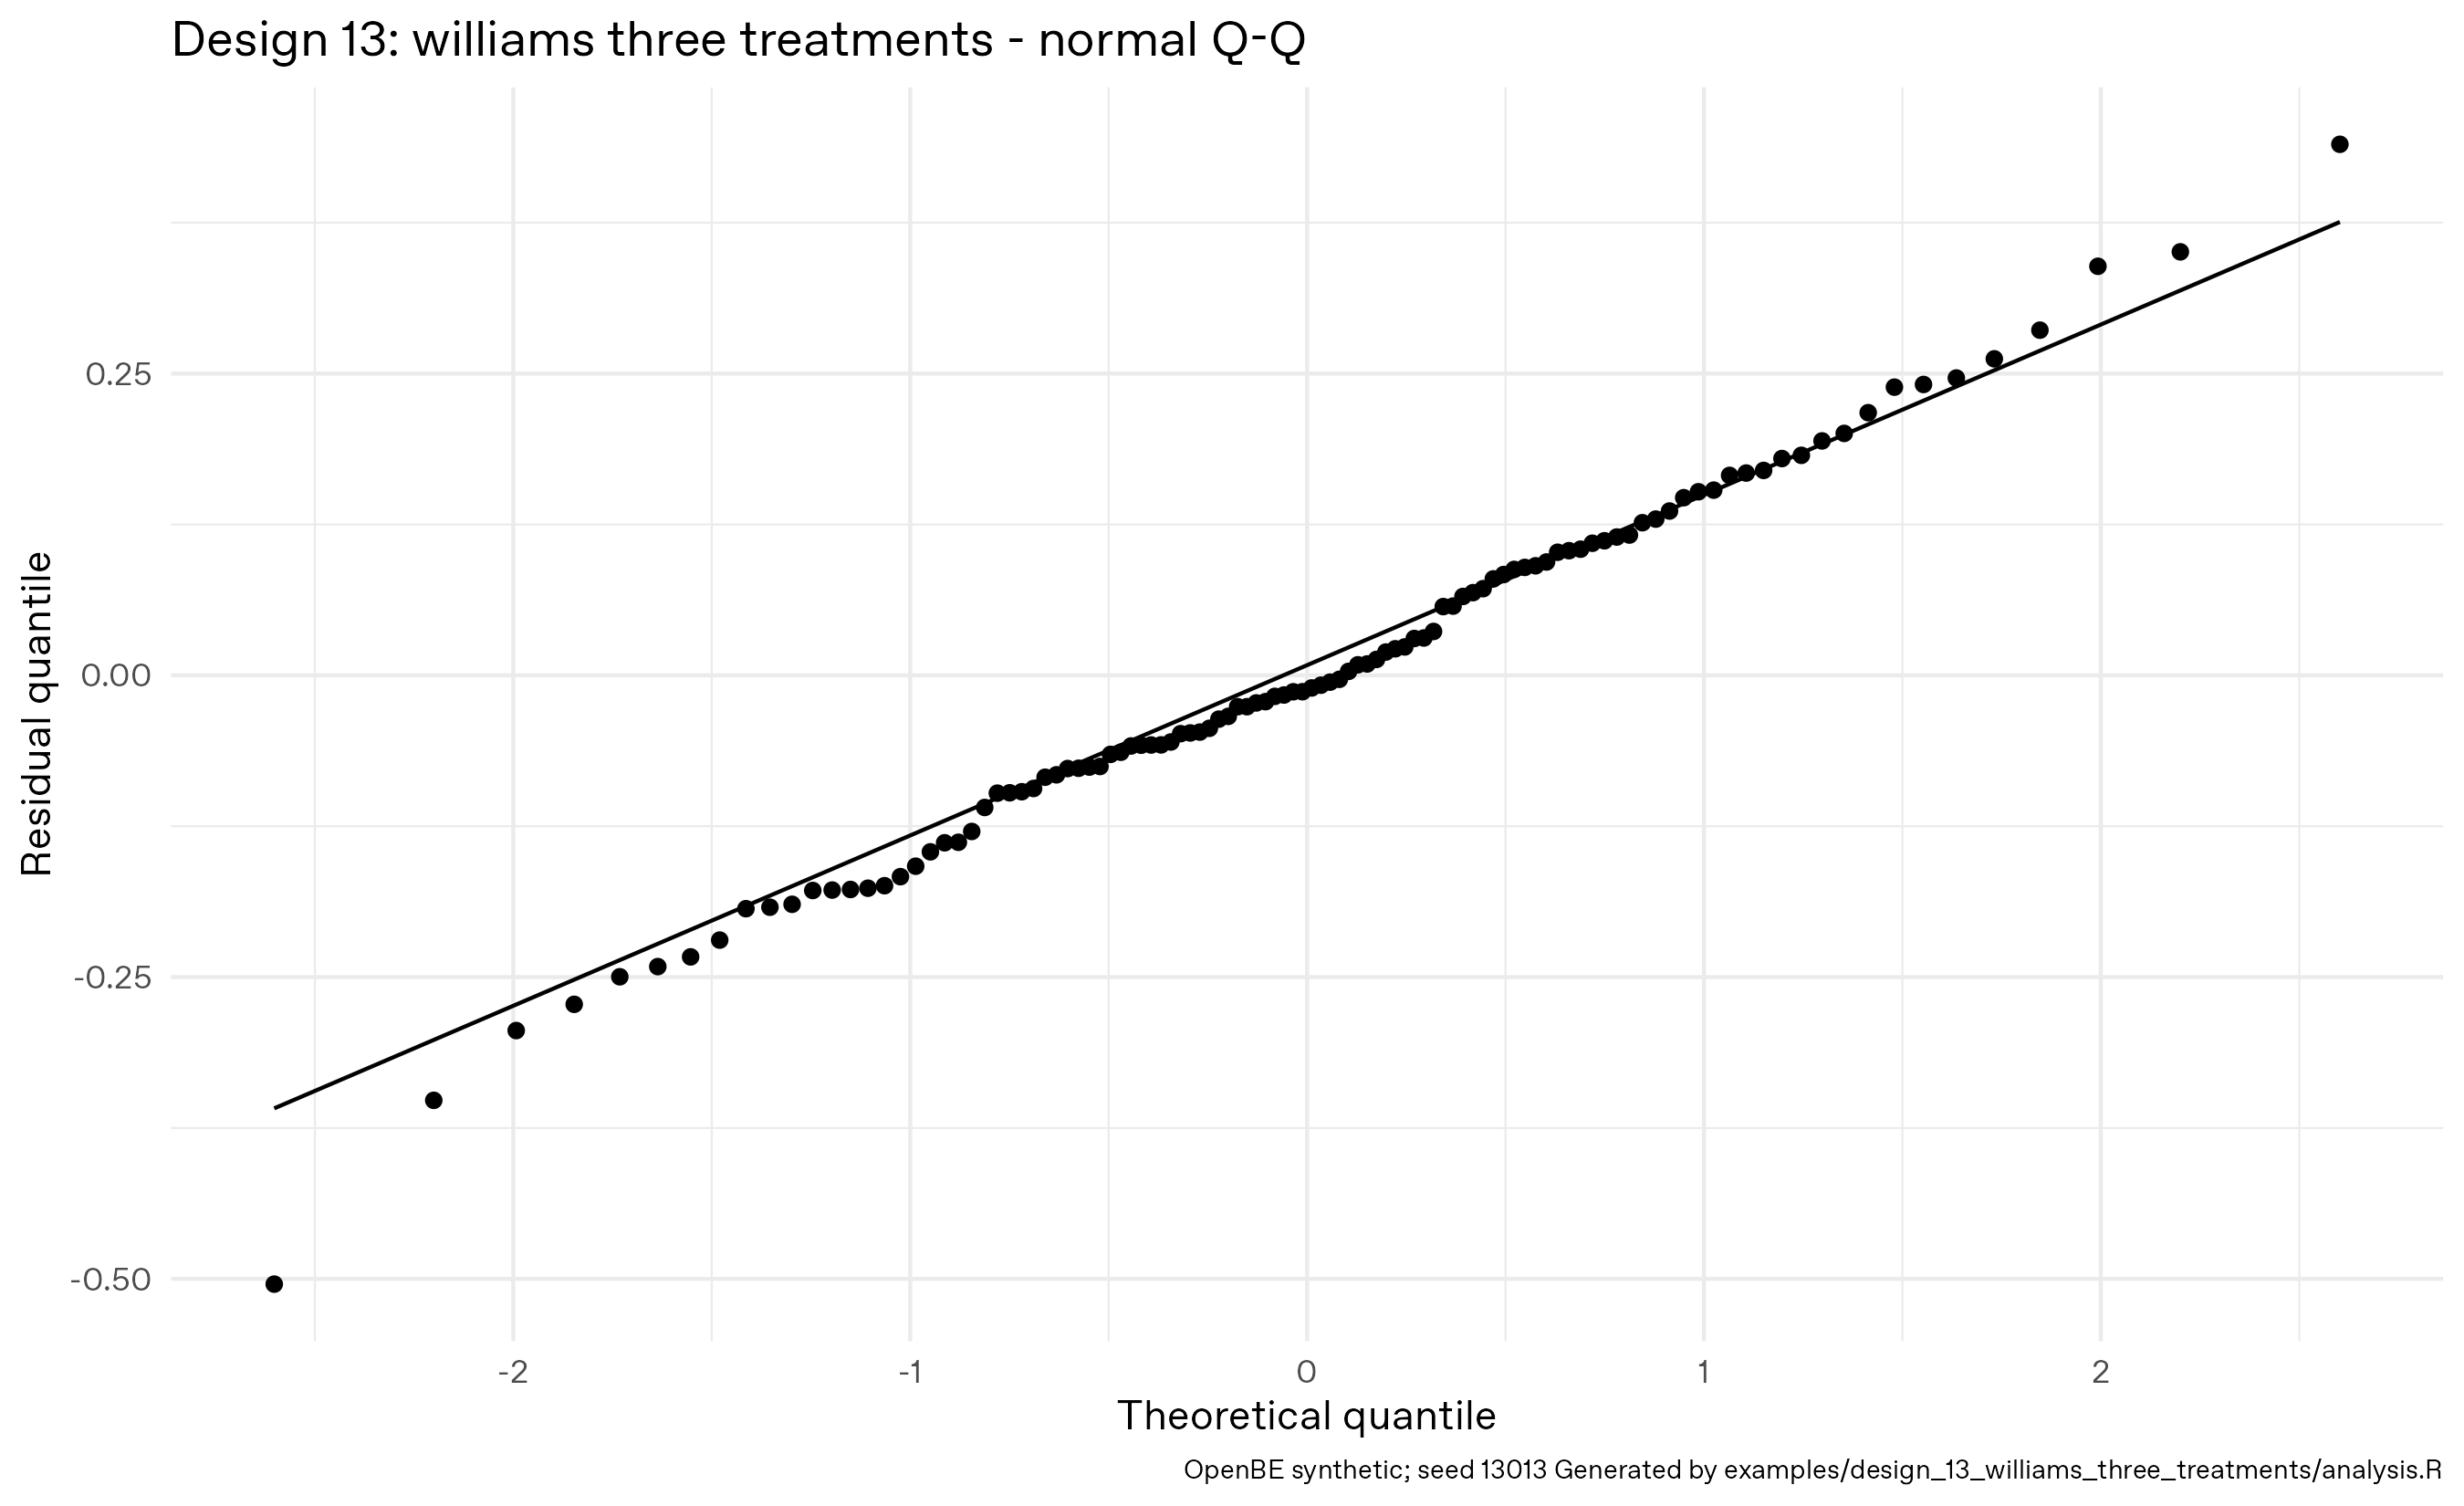 Design 13: williams three treatments - normal Q-Q
Residual quantile
0.25
0.00
-0.25
-0.50
-2
-1
0
1
2
Theoretical quantile
OpenBE synthetic; seed 13013 Generated by examples/design_13_williams_three_treatments/analysis.R